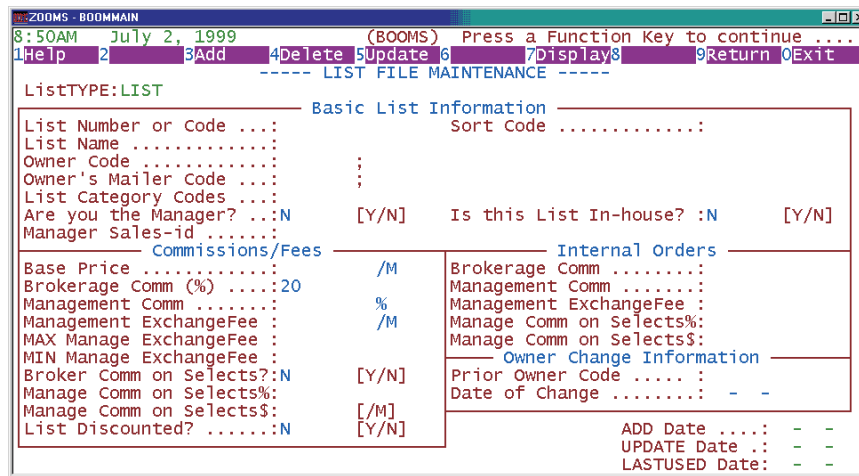 ZOOMS - BOOMMAIN
8:50AM July 2, 1999 (BOOMS) Press a Function Key to continue ....
1Help 2 3Add 4Delete 5Update 6 7Display8 9Return 0Exit
----- LIST FILE MAINTENANCE -----
ListTYPE:LIST
Basic List Information
List Number or Code ...: Sort Code .............:
List Name .............:
Owner Code ............: ;
Owner's Mailer Code ...: ;
List Category Codes ...:
Are you the Manager? ..:N [Y/N] Is this List In-house? :N [Y/N]
Manager Sales-id ......:
Commissions/Fees
Base Price ............: /M
Brokerage Comm (%) ....:20
Management Comm .......: %
Management ExchangeFee : /M
MAX Manage ExchangeFee :
MIN Manage ExchangeFee :
Broker Comm on Selects?:N [Y/N]
Manage Comm on Selects%:
Manage Comm on Selects$: [/M]
List Discounted? ......:N [Y/N]
Internal Orders
Brokerage Comm ........:
Management Comm .......:
Management ExchangeFee :
Manage Comm on Selects%:
Manage Comm on Selects$:
Owner Change Information
Prior Owner Code ..... :
Date of Change ........: - -
ADD Date ....: - -
UPDATE Date .: - -
LASTUSED Date: - -